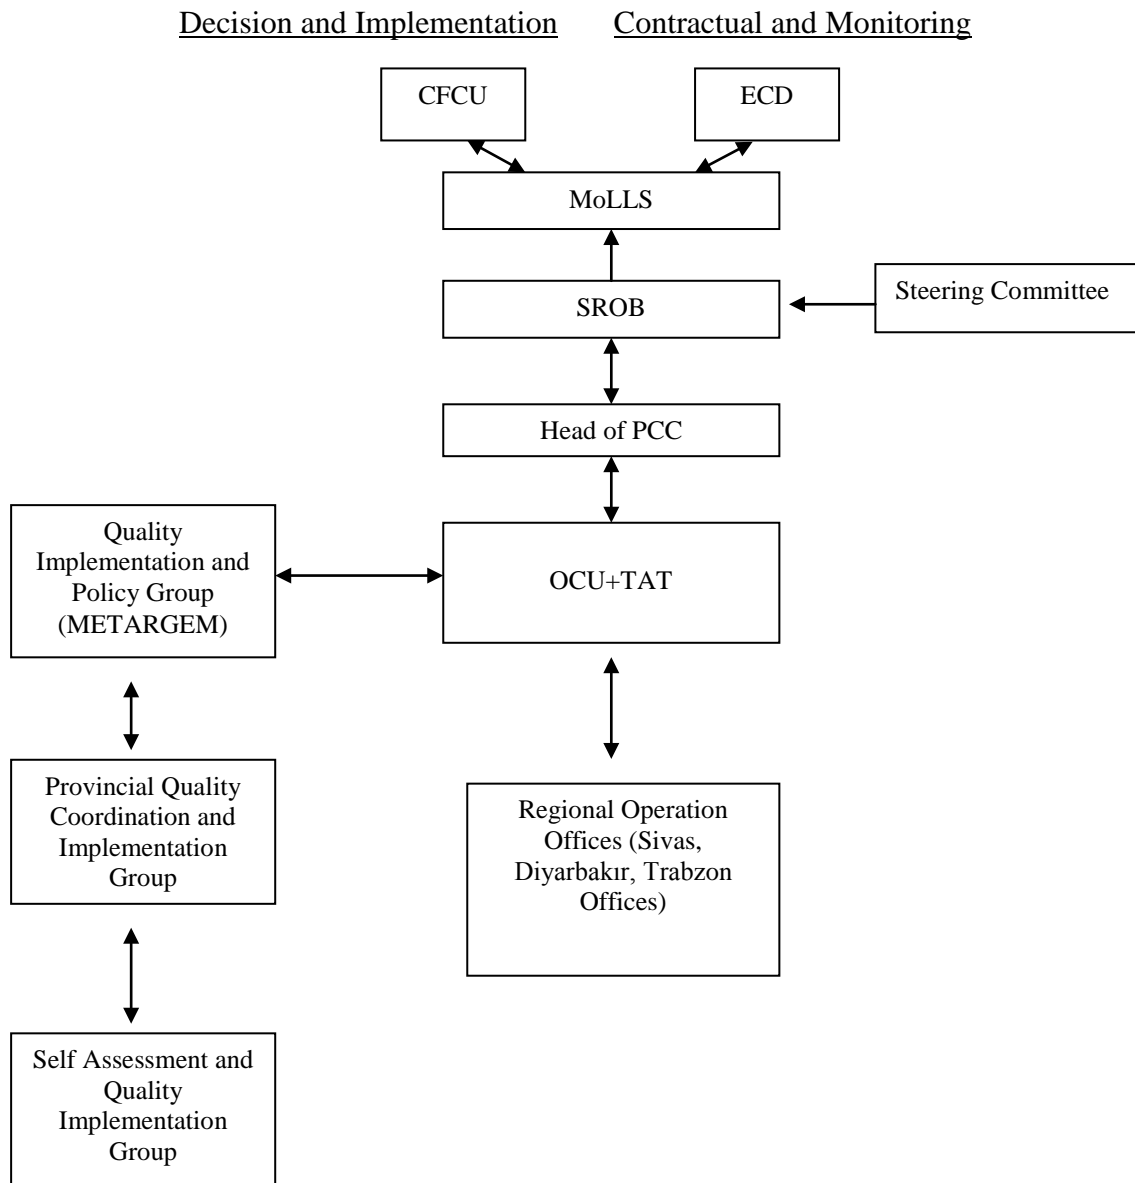 Decision and Implementation Contractual and Monitoring
CFCU
ECD
MoLLS
SROB
Steering Committee
Head of PCC
Quality
Implementation and
Policy Group
(METARGEM)
OCU+TAT
Provincial Quality
Coordination and
Implementation
Group
Regional Operation
Offices (Sivas,
Diyarbakır, Trabzon
Offices)
Self Assessment and
Quality
Implementation
Group